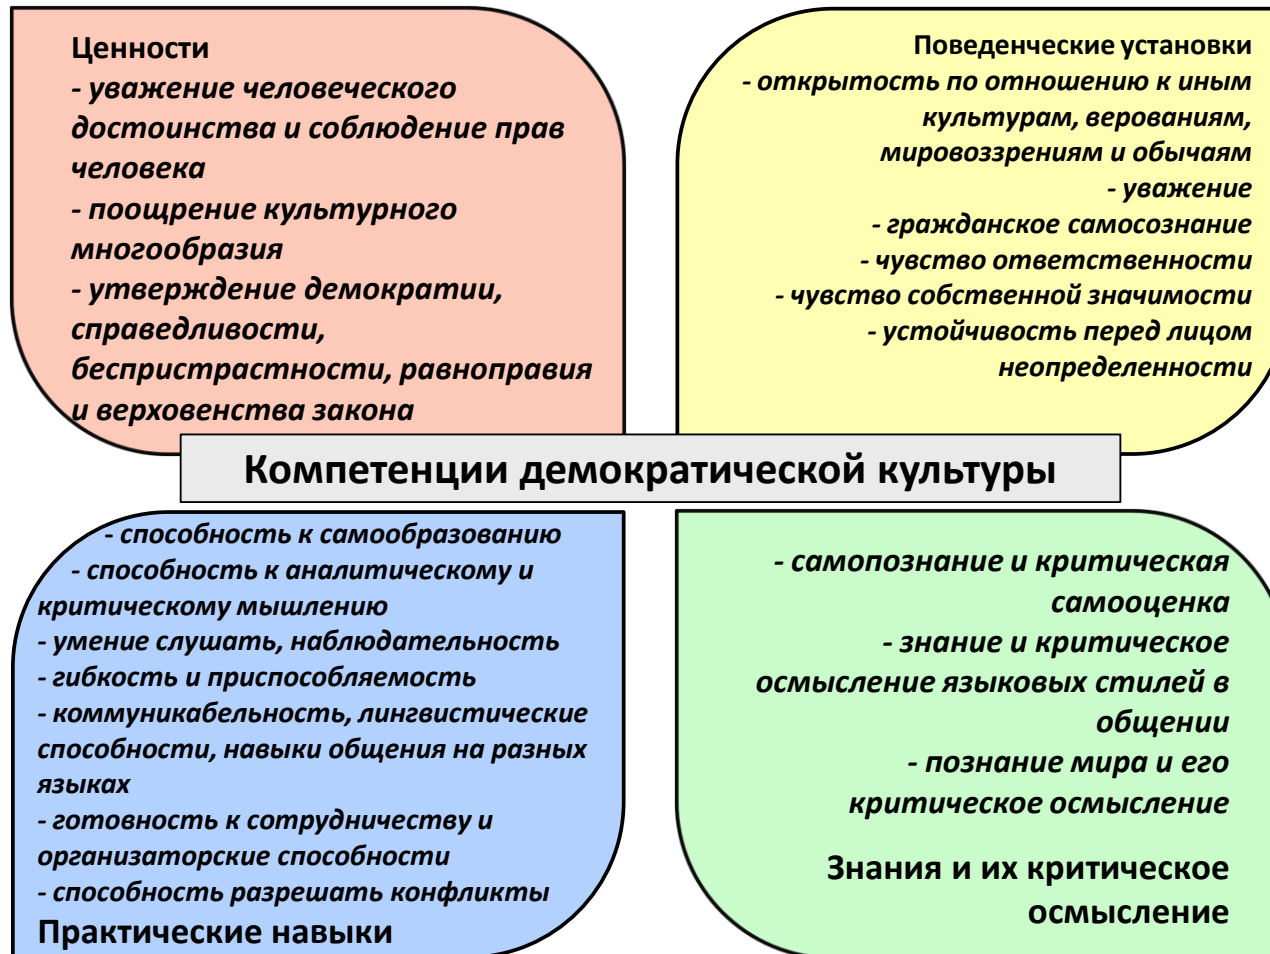 Ценности
- уважение человеческого
достоинства и соблюдение прав
человека
- поощрение культурного
многообразия
- утверждение демократии,
справедливости,
беспристрастности, равноправия
и верховенства закона
Поведенческие установки
- открытость по отношению к иным
культурам, верованиям,
мировоззрениям и обычаям
- уважение
- гражданское самосознание
- чувство ответственности
- чувство собственной значимости
- устойчивость перед лицом
неопределенности
Компетенции демократической культуры
- способность к самообразованию
- способность к аналитическому и
критическому мышлению
- умение слушать, наблюдательность
- гибкость и приспособляемость
- коммуникабельность, лингвистические
способности, навыки общения на разных
языках
- готовность к сотрудничеству и
организаторские способности
- способность разрешать конфликты
Практические навыки
- самопознание и критическая
самооценка
- знание и критическое
осмысление языковых стилей в
общении
- познание мира и его
критическое осмысление
Знания и их критическое
осмысление